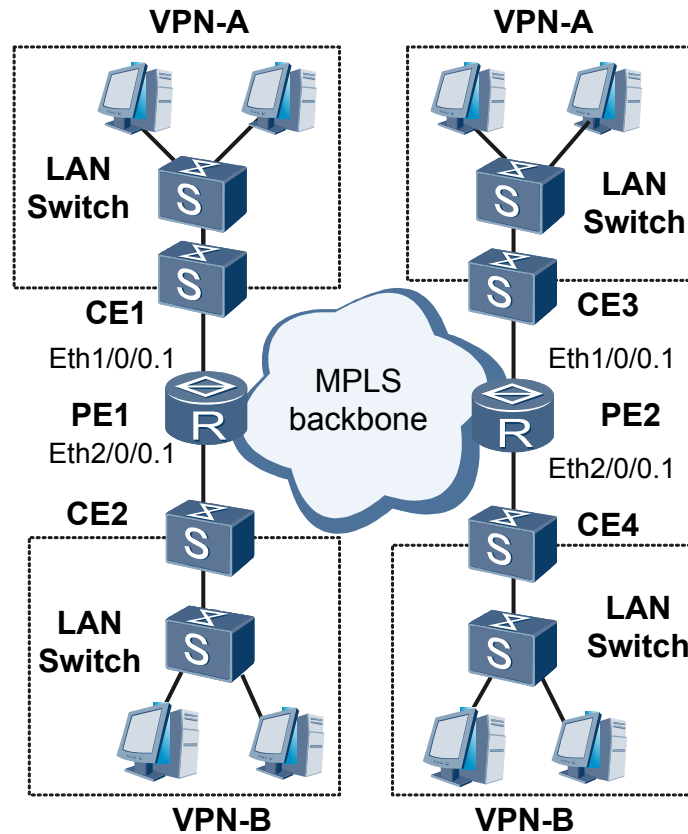 VPN-A
VPN-A
LAN
Switch
S
S
LAN
Switch
S
S
CE1
CE3
Eth1/0/0.1
Eth1/0/0.1
MPLS
backbone
PE1
R
PE2
R
Eth2/0/0.1
Eth2/0/0.1
CE2
S
CE4
S
LAN
Switch
S
LAN
Switch
S
VPN-B
VPN-B